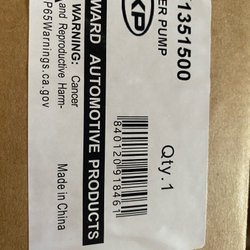 1351500
KP
ER PUMP
Qty.1
840120918461
WARD AUTOMOTIVE PRODUCTS
WARNING: Cancer
and Reproductive Harm-
P65Warnings.ca.gov
Made in China